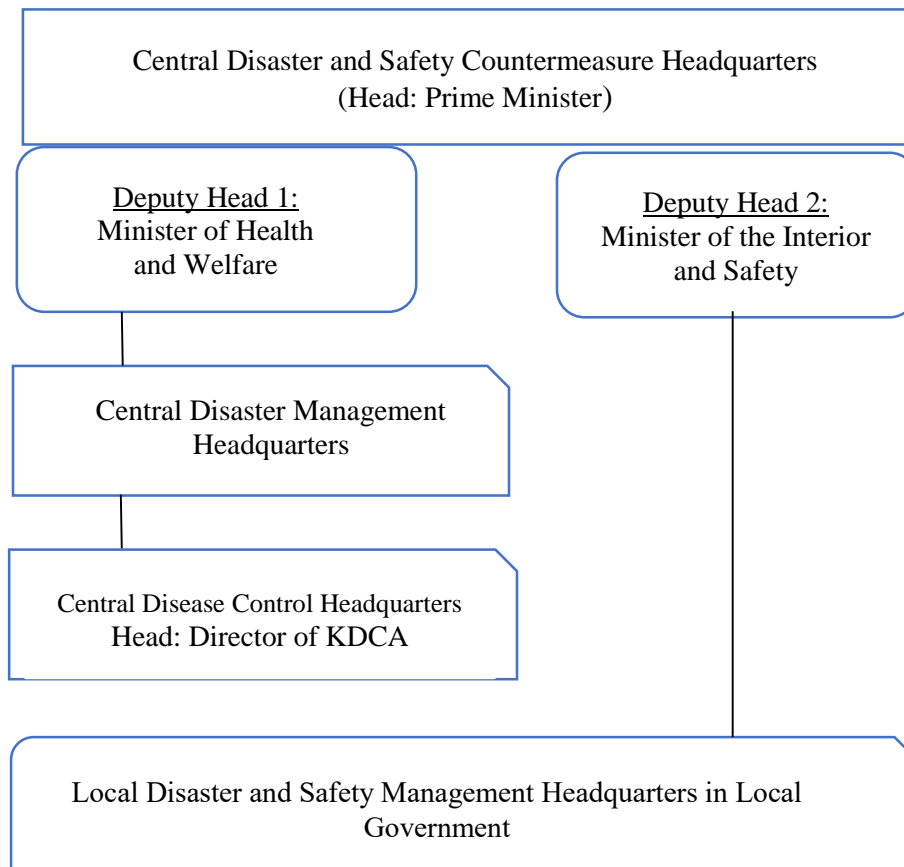 Central Disaster and Safety Countermeasure Headquarters
(Head: Prime Minister)
Deputy Head 1:
Minister of Health
and Welfare
Deputy Head 2:
Minister of the Interior
and Safety
Central Disaster Management
Headquarters
Central Disease Control Headquarters
Head: Director of KDCA
Local Disaster and Safety Management Headquarters in Local
Government